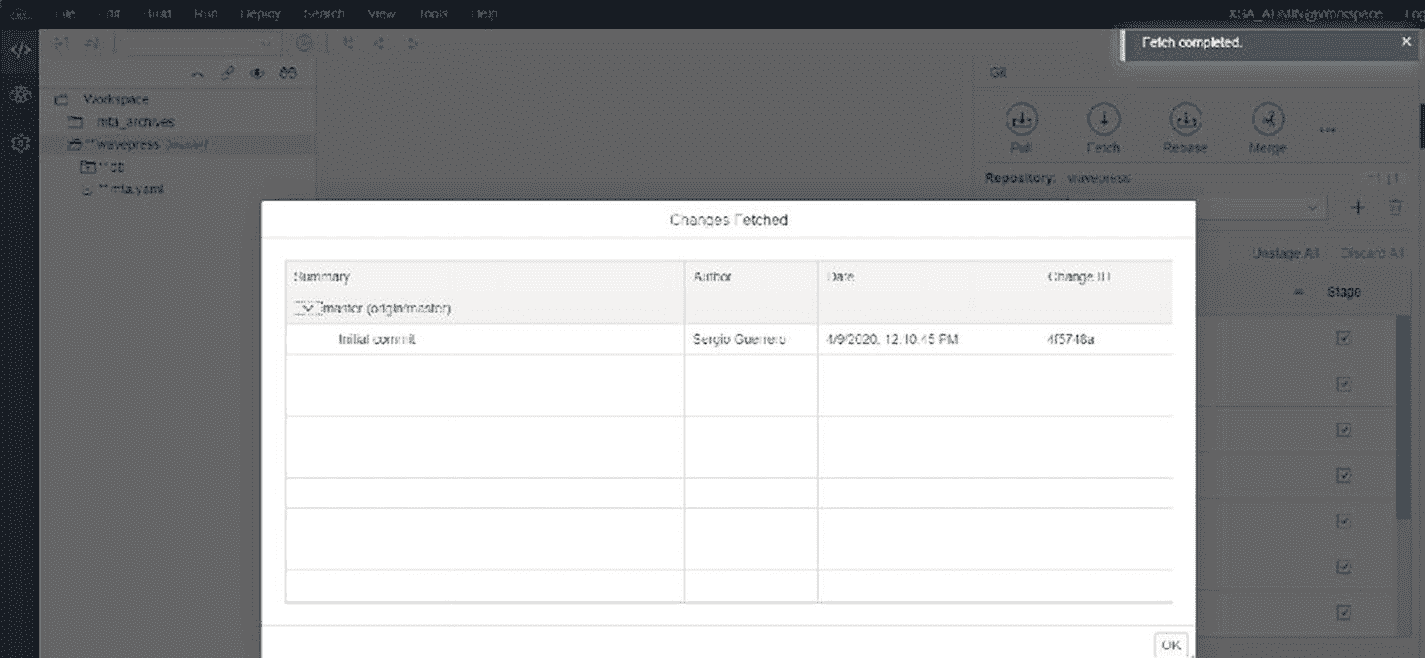 File Edit Build Run Deploy Search View Tools Help
XSA_ADMIN@Workspace
Fetch completed.
Git
Workspace
mta_archives
**wavepress (master)
** db
** mta.yaml
Pull Fetch Rebase Merge
Repository: wavepress
Changes Fetched
Unstage All Discard All
Stage
Summary Author Date Change ID
master (origin/master)
Initial commit Sergio Guerrero 4/9/2020, 12:10:45 PM 4f5748a
OK